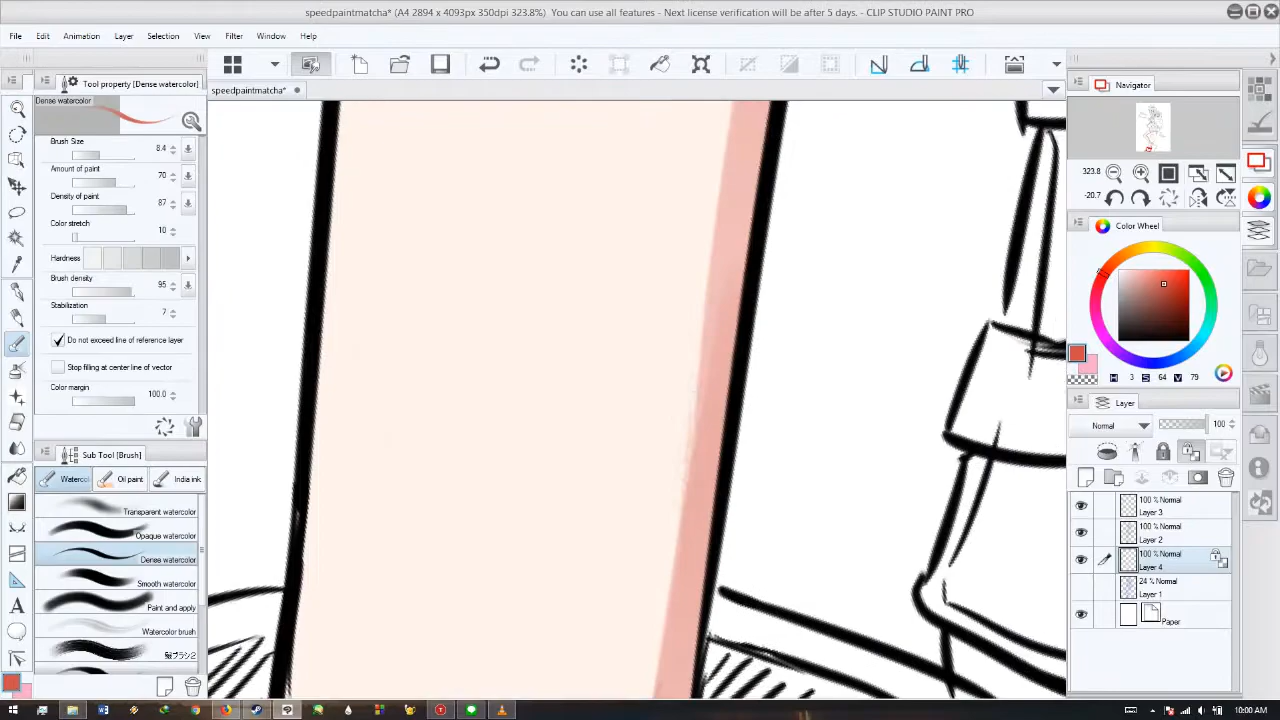 speedpaintmatcha* (A4 2894 x 4093px 350dpi 323.8%) You can use all features - Next license verification will be after 5 days. - CLIP STUDIO PAINT PRO
File Edit Animation Layer Selection View Filter Window Help
Tool property [Dense watercolor]
speedpaintmatcha*
Navigator
Dense watercolor
Brush Size 8.4
Amount of paint 70
Density of paint 87
Color stretch 10
Hardness
Brush density 95
Stabilization 7
Do not exceed line of reference layer
Stop filling at center line of vector
Color margin 100.0
323.8
-20.7
Color Wheel
H 3 S 64 V 79
Sub Tool [Brush]
Waterco Oil paint India ink
Transparent watercolor
Opaque watercolor
Dense watercolor
Smooth watercolor
Paint and apply
Watercolor brush
Layer
Normal 100
100 % Normal
Layer 3
100 % Normal
Layer 2
100 % Normal
Layer 4
24 % Normal
Layer 1
Paper
10:00 AM